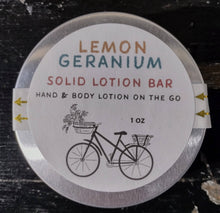 LEMON
GERANIUM
SOLID LOTION BAR
HAND & BODY LOTION ON THE GO
1 OZ